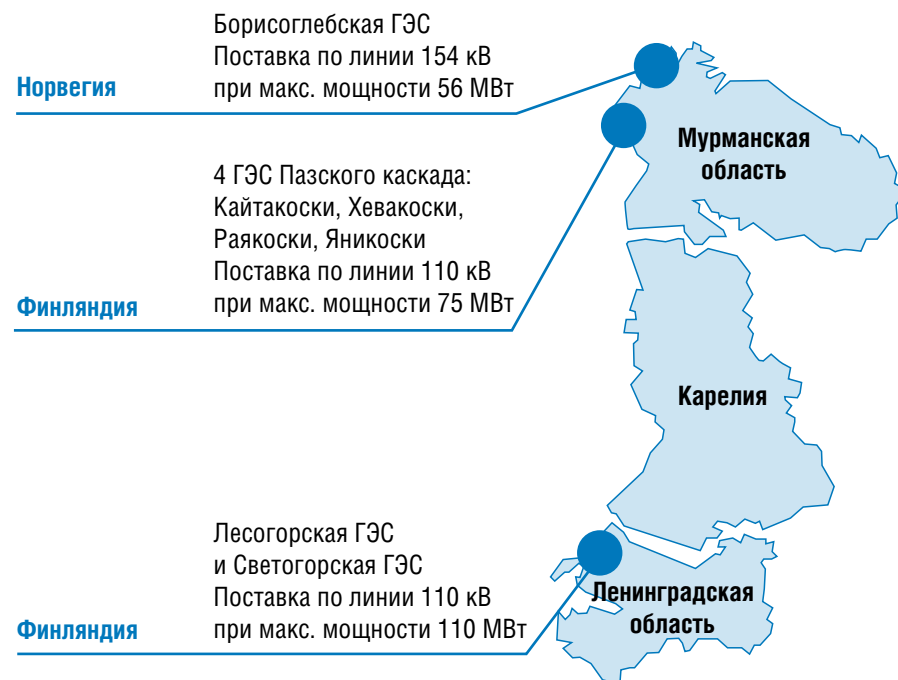 Борисоглебская ГЭС
Поставка по линии 154 кВ
при макс. мощности 56 МВт
Норвегия
Мурманская
область
4 ГЭС Пазского каскада:
Кайтакоски, Хевакоски,
Раякоски, Яникоски
Поставка по линии 110 кВ
при макс. мощности 75 МВт
Финляндия
Карелия
Лесогорская ГЭС
и Светогорская ГЭС
Поставка по линии 110 кВ
при макс. мощности 110 МВт
Финляндия
Ленинградская
область